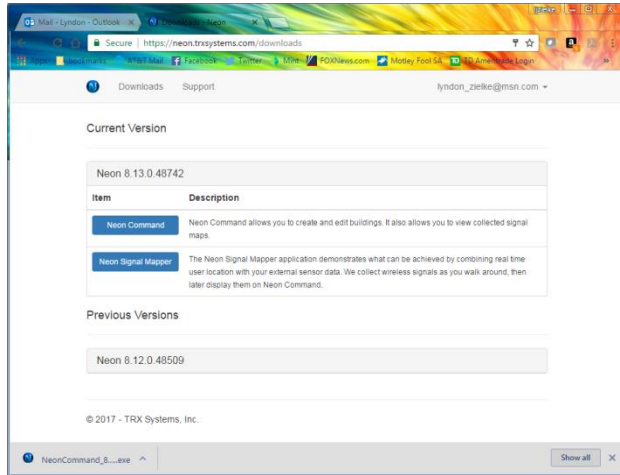 Mail - Lyndon - Outlook
Downloads - Neon
Secure | https://neon.trxsystems.com/downloads
Apps bookmarks AT&T Mail Facebook Twitter Mint FOXNews.com Motley Fool SA TD Ameritrade Login
Downloads Support lyndon_zielke@msn.com
Current Version
Neon 8.13.0.48742
Item Description
Neon Command
Neon Command allows you to create and edit buildings. It also allows you to view collected signal
maps.
Neon Signal Mapper
The Neon Signal Mapper application demonstrates what can be achieved by combining real time
user location with your external sensor data. We collect wireless signals as you walk around, then
later display them on Neon Command.
Previous Versions
Neon 8.12.0.48509
© 2017 - TRX Systems, Inc.
NeonCommand_8.....exe Show all